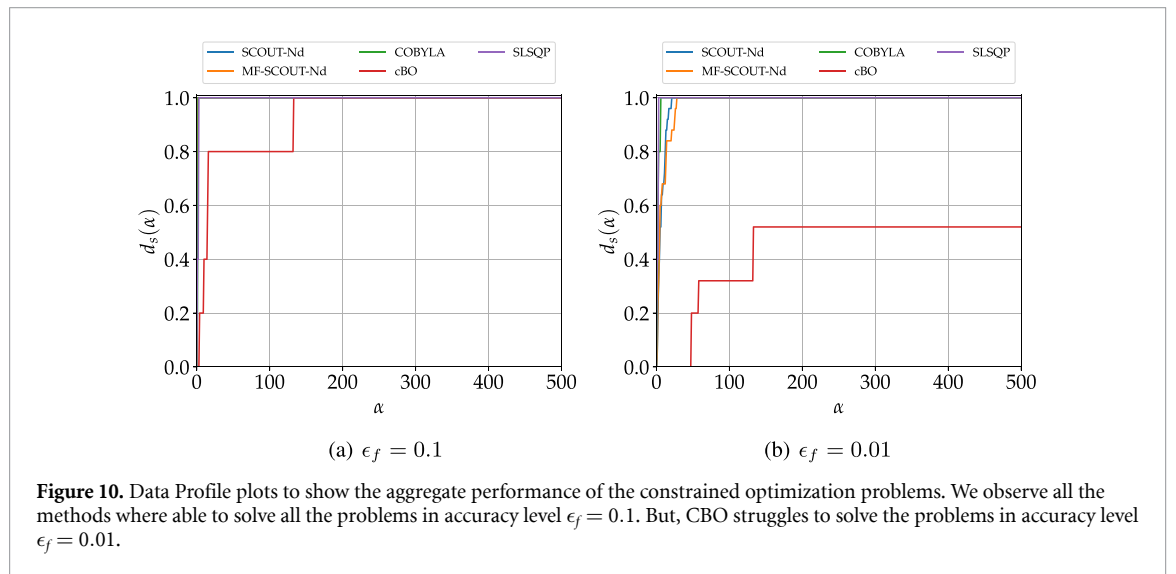 SCOUT-Nd COBYLA SLSQP
MF-SCOUT-Nd cBO
1.0
0.8
0.6
0.4
0.2
0.0
d_s(α)
0 100 200 300 400 500
α
(a) ϵ_f = 0.1
SCOUT-Nd COBYLA SLSQP
MF-SCOUT-Nd cBO
1.0
0.8
0.6
0.4
0.2
0.0
d_s(α)
0 100 200 300 400 500
α
(b) ϵ_f = 0.01
Figure 10. Data Profile plots to show the aggregate performance of the constrained optimization problems. We observe all the
methods where able to solve all the problems in accuracy level ϵ_f = 0.1. But, CBO struggles to solve the problems in accuracy level
ϵ_f = 0.01.